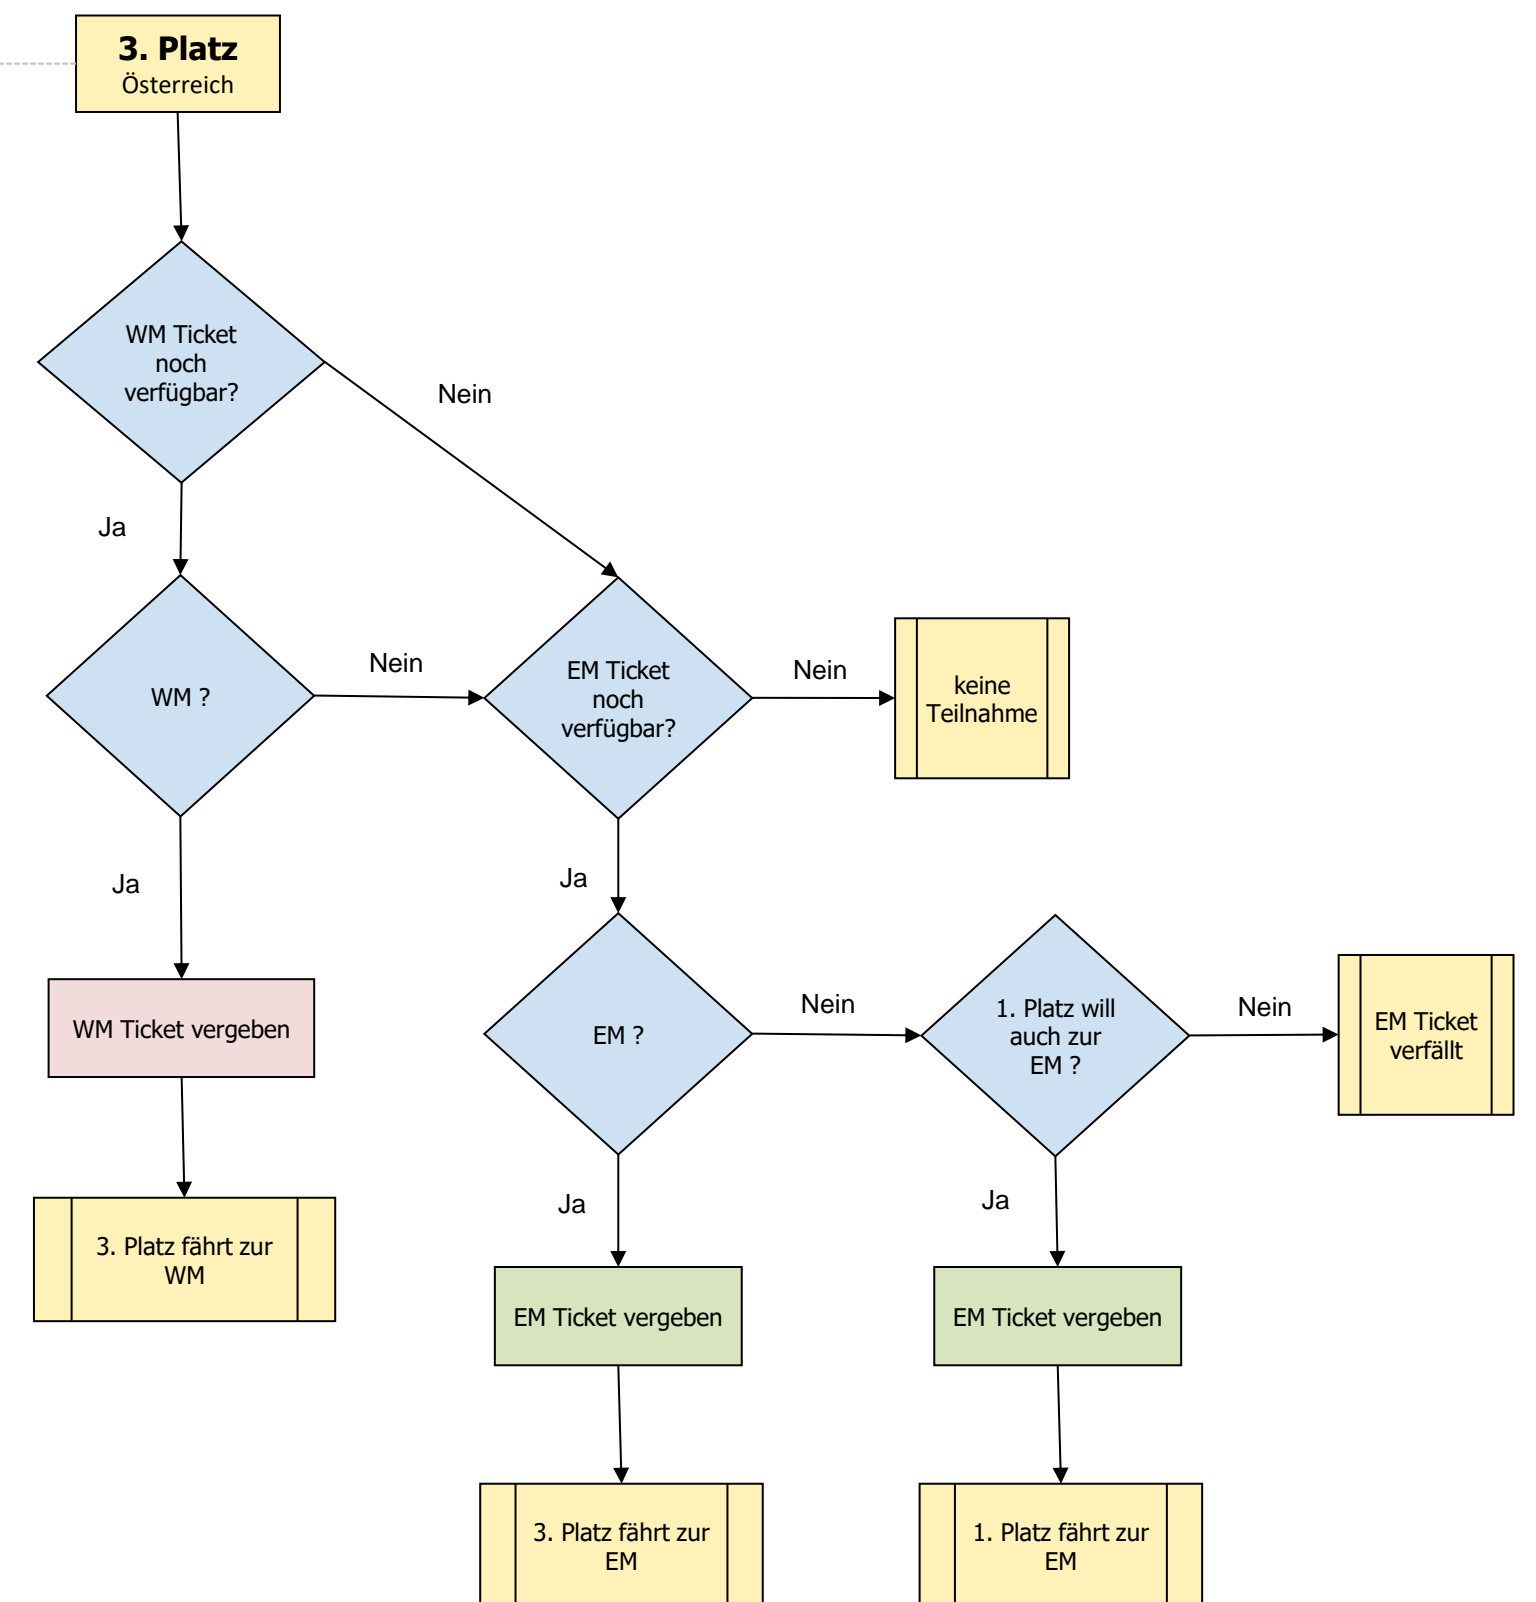 3. Platz
Österreich
WM Ticket
noch
verfügbar?
Nein
Ja
WM ?
Nein
EM Ticket
noch
verfügbar?
Nein
keine
Teilnahme
Ja
Ja
WM Ticket vergeben
EM ?
Nein
1. Platz will
auch zur
EM ?
Nein
EM Ticket
verfällt
3. Platz fährt zur
WM
Ja
Ja
EM Ticket vergeben
EM Ticket vergeben
3. Platz fährt zur
EM
1. Platz fährt zur
EM